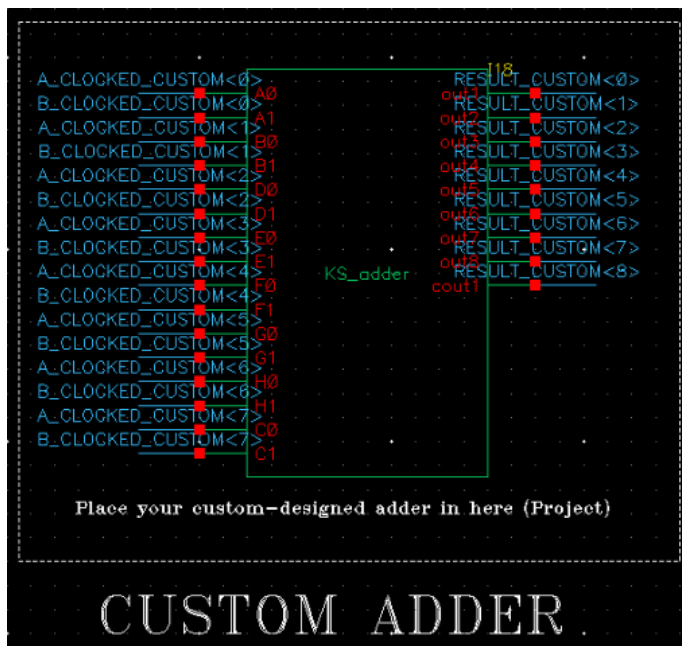 I18
A_CLOCKED_CUSTOM<0> RESULT_CUSTOM<0>
A0 out1
B_CLOCKED_CUSTOM<0> RESULT_CUSTOM<1>
A1 out2
A_CLOCKED_CUSTOM<1> RESULT_CUSTOM<2>
B0 out3
B_CLOCKED_CUSTOM<1> RESULT_CUSTOM<3>
B1 out4
A_CLOCKED_CUSTOM<2> RESULT_CUSTOM<4>
D0 out5
B_CLOCKED_CUSTOM<2> RESULT_CUSTOM<5>
D1 out6
A_CLOCKED_CUSTOM<3> RESULT_CUSTOM<6>
E0 out7
B_CLOCKED_CUSTOM<3> RESULT_CUSTOM<7>
E1 out8
A_CLOCKED_CUSTOM<4> KS_adder RESULT_CUSTOM<8>
F0 cout1
B_CLOCKED_CUSTOM<4>
F1
A_CLOCKED_CUSTOM<5>
G0
B_CLOCKED_CUSTOM<5>
G1
A_CLOCKED_CUSTOM<6>
H0
B_CLOCKED_CUSTOM<6>
H1
A_CLOCKED_CUSTOM<7>
C0
B_CLOCKED_CUSTOM<7>
C1
Place your custom-designed adder in here (Project)
CUSTOM ADDER